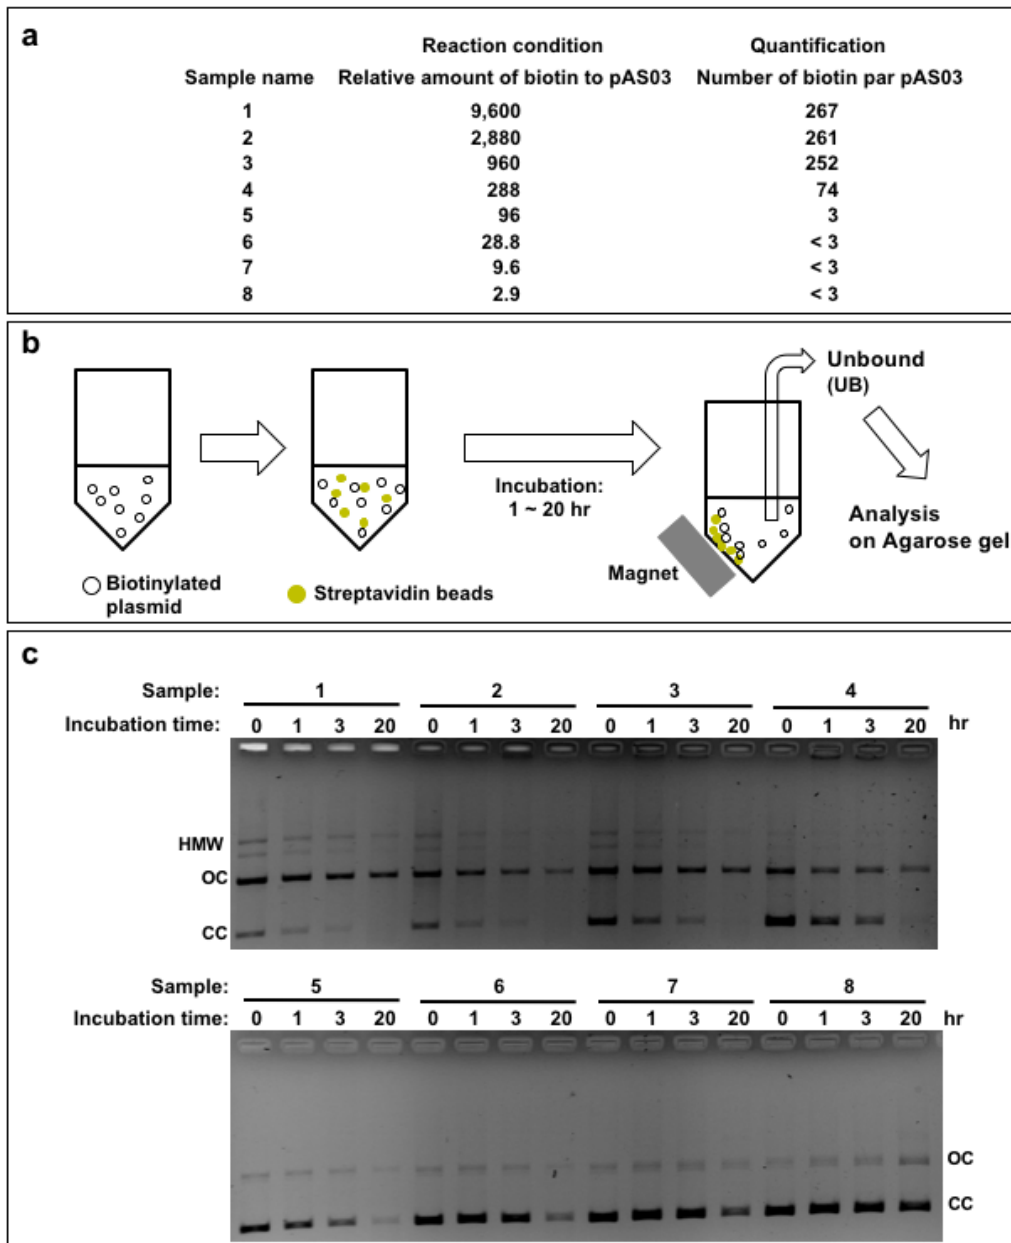 a
Reaction condition Quantification
Sample name Relative amount of biotin to pAS03 Number of biotin par pAS03
1 9,600 267
2 2,880 261
3 960 252
4 288 74
5 96 3
6 28.8 < 3
7 9.6 < 3
8 2.9 < 3
b
Unbound
(UB)
Incubation:
1 ~ 20 hr
Analysis
on Agarose gel
Magnet
Biotinylated
plasmid
Streptavidin beads
c
Sample: 1 2 3 4
Incubation time: 0 1 3 20 0 1 3 20 0 1 3 20 0 1 3 20 hr
HMW
OC
CC
Sample: 5 6 7 8
Incubation time: 0 1 3 20 0 1 3 20 0 1 3 20 0 1 3 20 hr
OC
CC